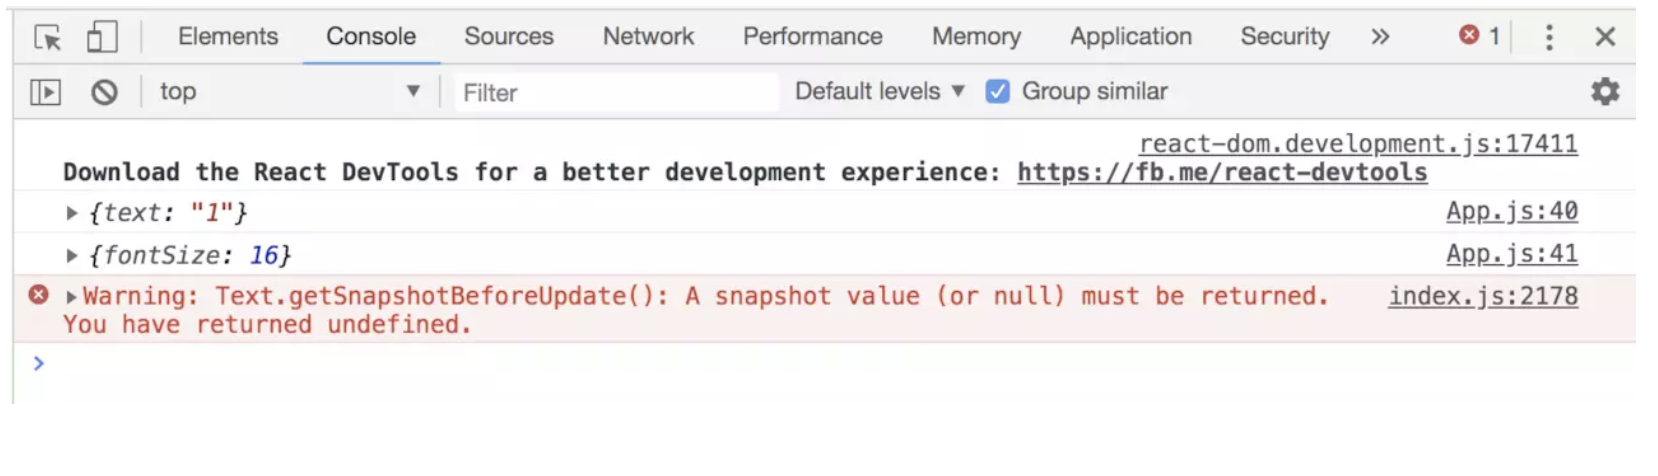 Elements Console Sources Network Performance Memory Application Security » 1
top Filter Default levels Group similar
react-dom.development.js:17411
Download the React DevTools for a better development experience: https://fb.me/react-devtools
{text: "1"} App.js:40
{fontSize: 16} App.js:41
Warning: Text.getSnapshotBeforeUpdate(): A snapshot value (or null) must be returned. index.js:2178
You have returned undefined.